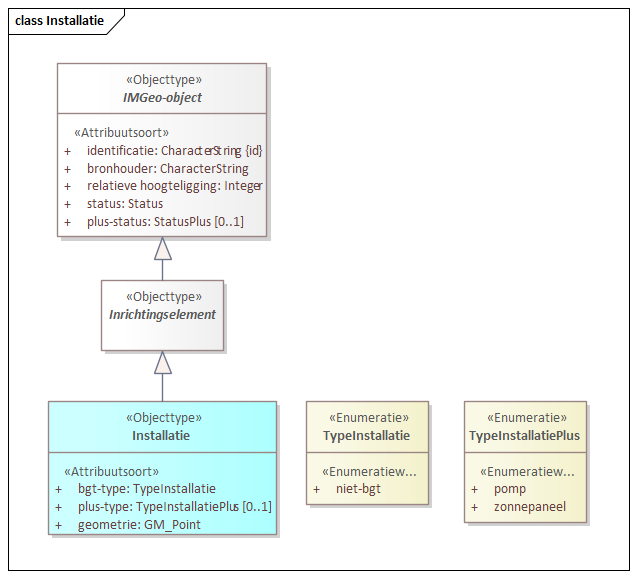 class Installatie
«Objecttype»
IMGeo-object
«Attribuutsoort»
+ identificatie: CharacterString {id}
+ bronhouder: CharacterString
+ relatieve hoogteligging: Integer
+ status: Status
+ plus-status: StatusPlus [0..1]
«Objecttype»
Inrichtingselement
«Objecttype»
Installatie
«Attribuutsoort»
+ bgt-type: TypeInstallatie
+ plus-type: TypeInstallatiePlus [0..1]
+ geometrie: GM_Point
«Enumeratie»
TypeInstallatie
«Enumeratiew...
+ niet-bgt
«Enumeratie»
TypeInstallatiePlus
«Enumeratiew...
+ pomp
+ zonnepaneel